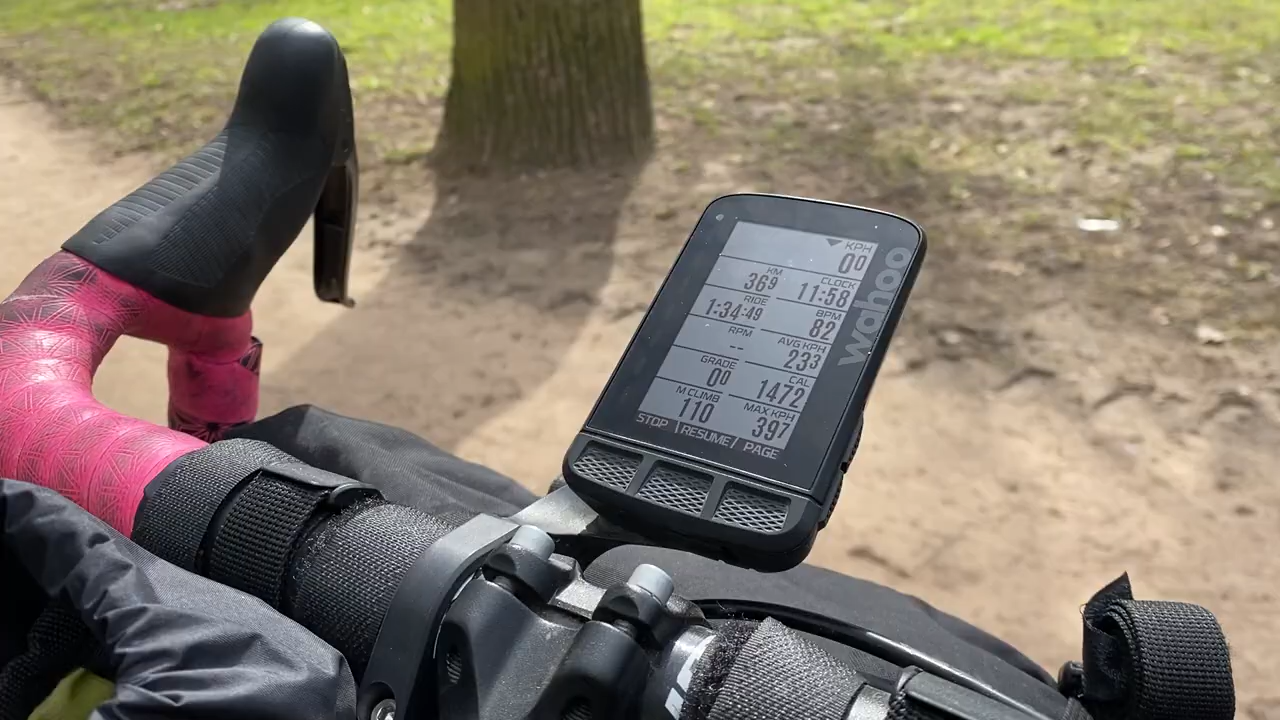 KPH
0⁰
KM
36⁹
CLOCK
11:58
RIDE
1:34:49
BPM
82
RPM
--
AVG KPH
23³
GRADE
0⁰
CAL
1472
M CLIMB
110
MAX KPH
39⁷
STOP RESUME PAGE
wahoo